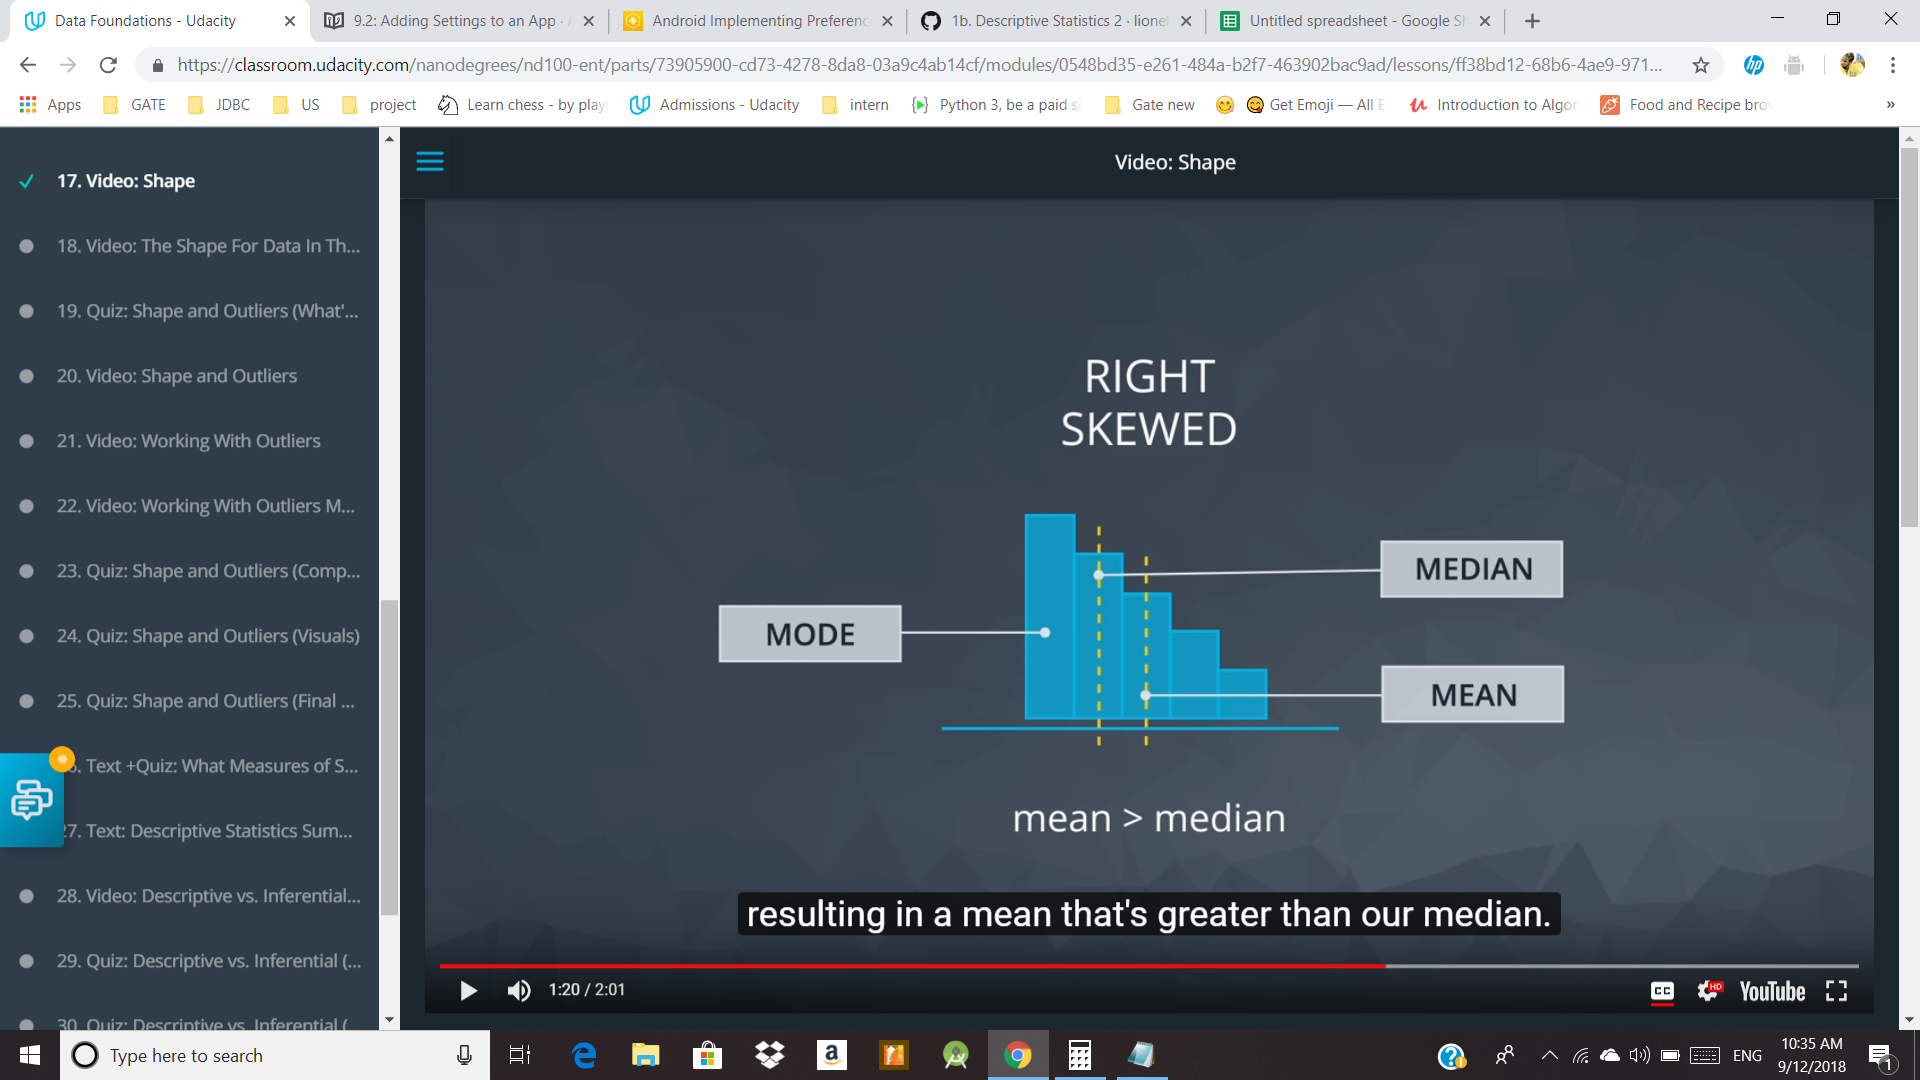 Data Foundations - Udacity
9.2: Adding Settings to an App ·
Android Implementing Preferenc
1b. Descriptive Statistics 2 · lionel
Untitled spreadsheet - Google Sh
https://classroom.udacity.com/nanodegrees/nd100-ent/parts/73905900-cd73-4278-8da8-03a9c4ab14cf/modules/0548bd35-e261-484a-b2f7-463902bac9ad/lessons/ff38bd12-68b6-4ae9-971...
Apps
GATE
JDBC
US
project
Learn chess - by play
Admissions - Udacity
intern
Python 3, be a paid s
Gate new
Get Emoji — All E
Introduction to Algor
Food and Recipe bro
»
17. Video: Shape
18. Video: The Shape For Data In Th...
19. Quiz: Shape and Outliers (What'...
20. Video: Shape and Outliers
21. Video: Working With Outliers
22. Video: Working With Outliers M...
23. Quiz: Shape and Outliers (Comp...
24. Quiz: Shape and Outliers (Visuals)
25. Quiz: Shape and Outliers (Final ...
. Text +Quiz: What Measures of S...
7. Text: Descriptive Statistics Sum...
28. Video: Descriptive vs. Inferential...
29. Quiz: Descriptive vs. Inferential (...
30. Quiz: Descriptive vs. Inferential (
Video: Shape
RIGHT
SKEWED
MEDIAN
MODE
MEAN
mean > median
resulting in a mean that's greater than our median.
1:20 / 2:01
CC
HD
YouTube
Type here to search
ENG
10:35 AM
9/12/2018
1